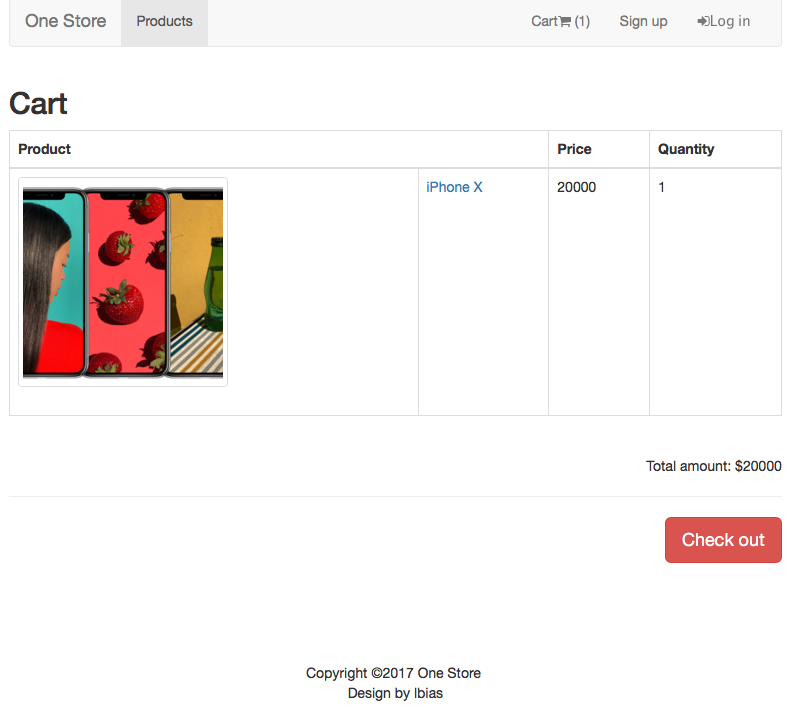 One Store Products Cart (1) Sign up Log in
Cart
Product Price Quantity
iPhone X 20000 1
Total amount: $20000
Check out
Copyright ©2017 One Store
Design by lbias